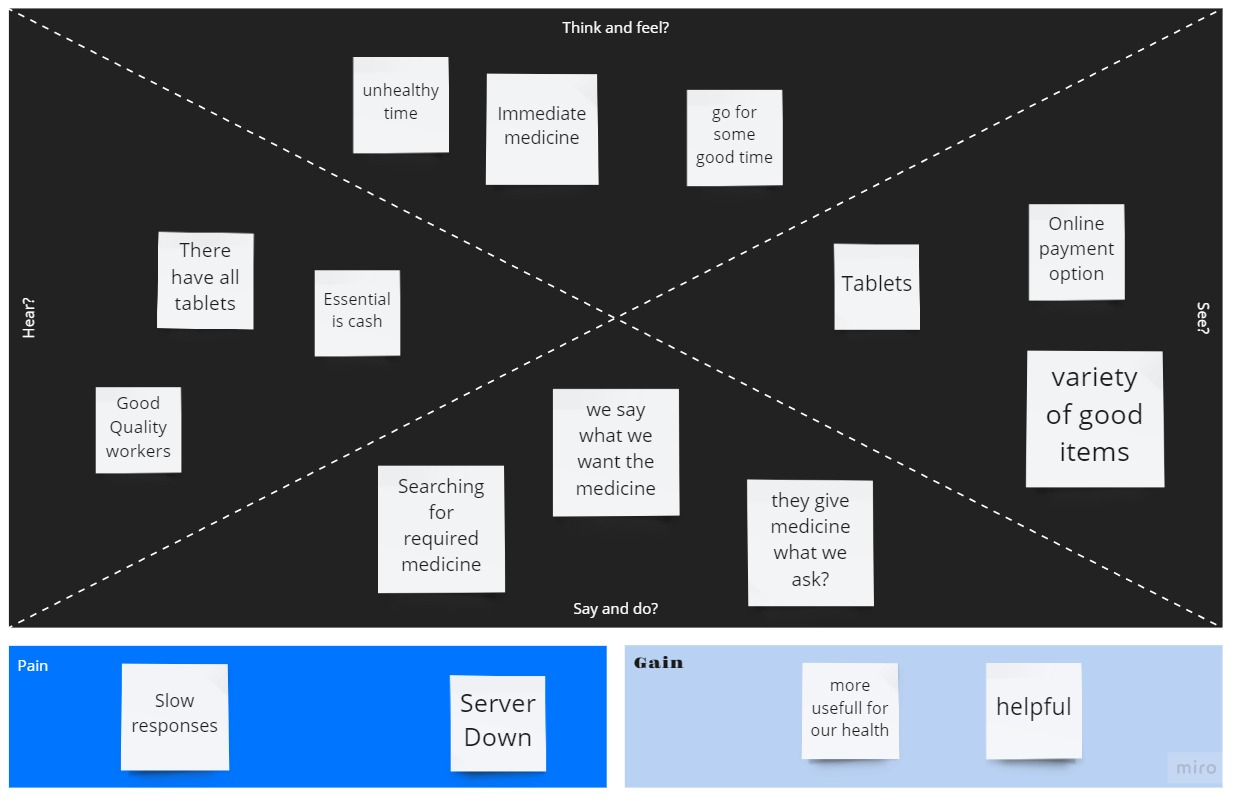 Think and feel?
unhealthy
time
Immediate
medicine
go for
some
good time
Hear?
There
have all
tablets
Essential
is cash
Good
Quality
workers
Tablets
Online
payment
option
variety
of good
items
See?
Searching
for
required
medicine
we say
what we
want the
medicine
they give
medicine
what we
ask?
Say and do?
Pain
Slow
responses
Server
Down
Gain
more
usefull for
our health
helpful
miro